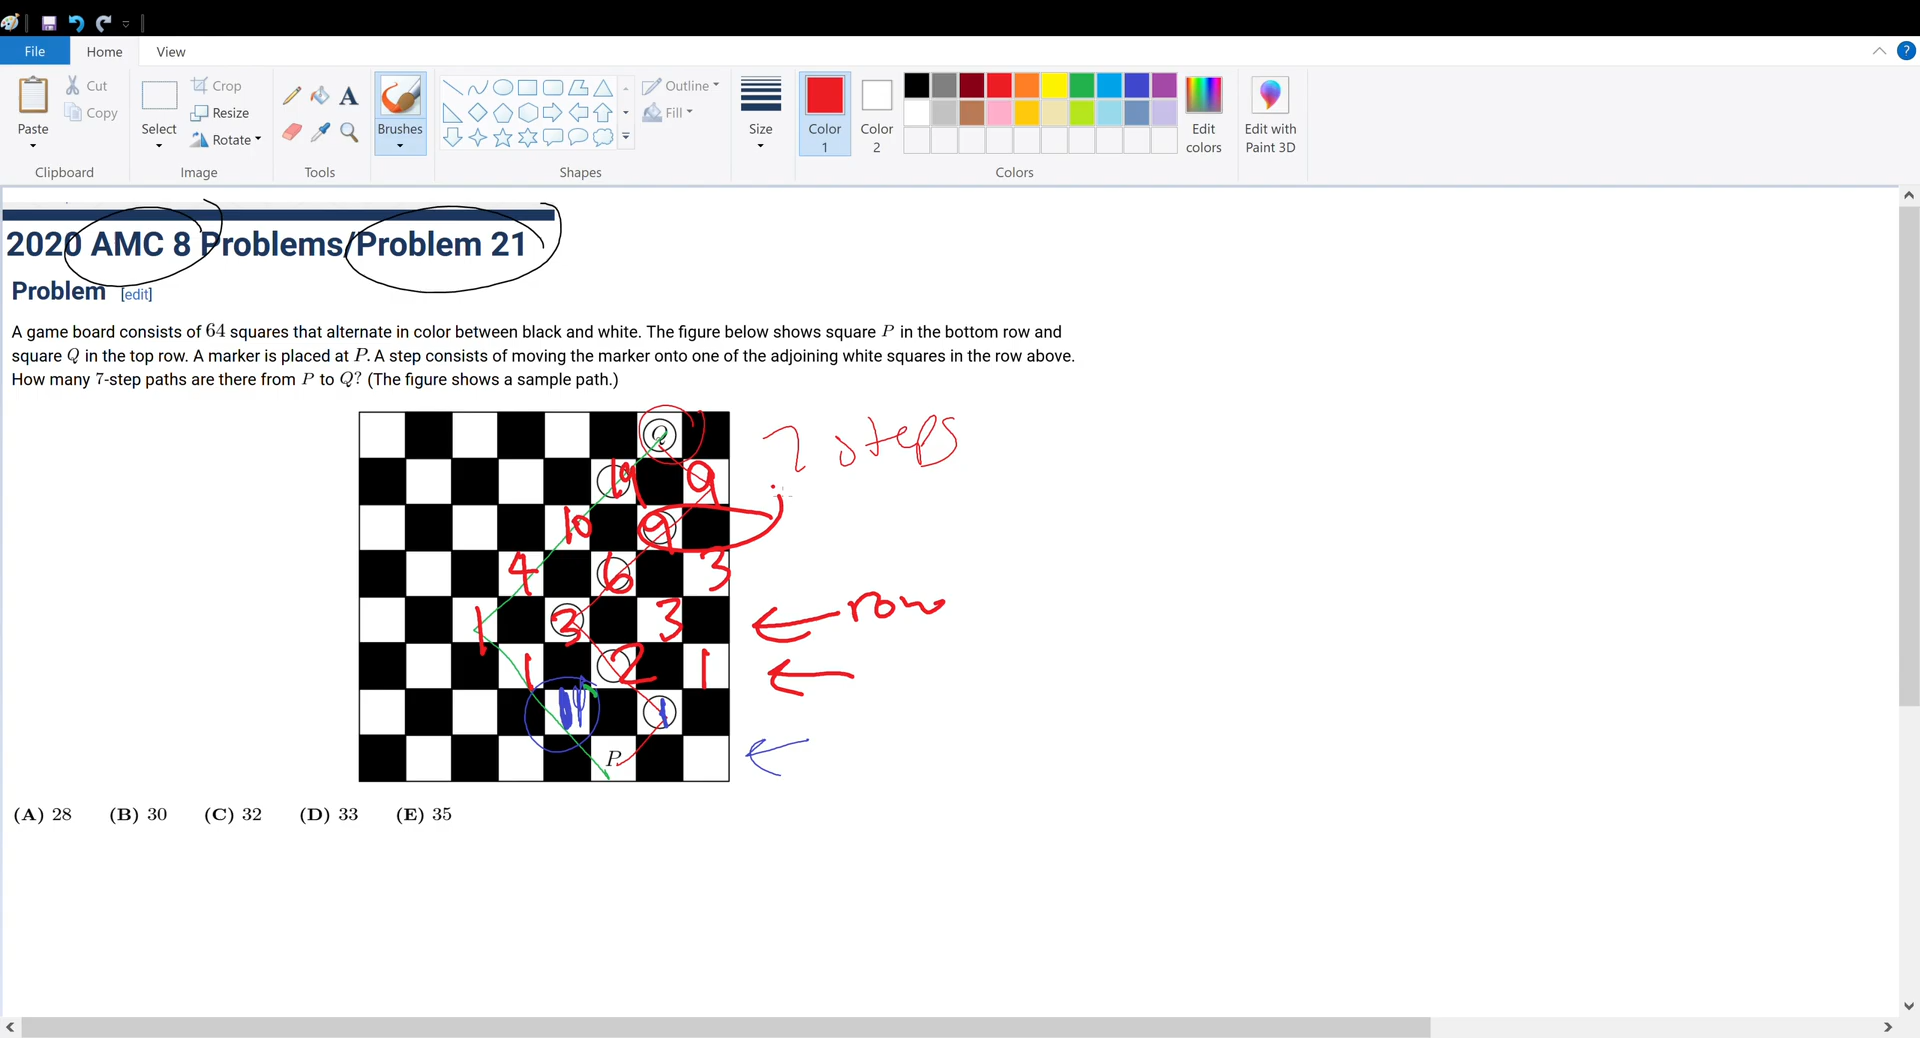 File Home View
Paste Cut Copy Select Crop Resize Rotate A Brushes Outline Fill Size Color 1 Color 2 Edit colors Edit with Paint 3D ?
Clipboard Image Tools Shapes Colors
2020 AMC 8 Problems/Problem 21
Problem [edit]
A game board consists of 64 squares that alternate in color between black and white. The figure below shows square P in the bottom row and
square Q in the top row. A marker is placed at P. A step consists of moving the marker onto one of the adjoining white squares in the row above.
How many 7-step paths are there from P to Q? (The figure shows a sample path.)
Q 7 steps
19 9
10 9
4 6 3
1 3 3 row
1 2 1
1
P
(A) 28 (B) 30 (C) 32 (D) 33 (E) 35